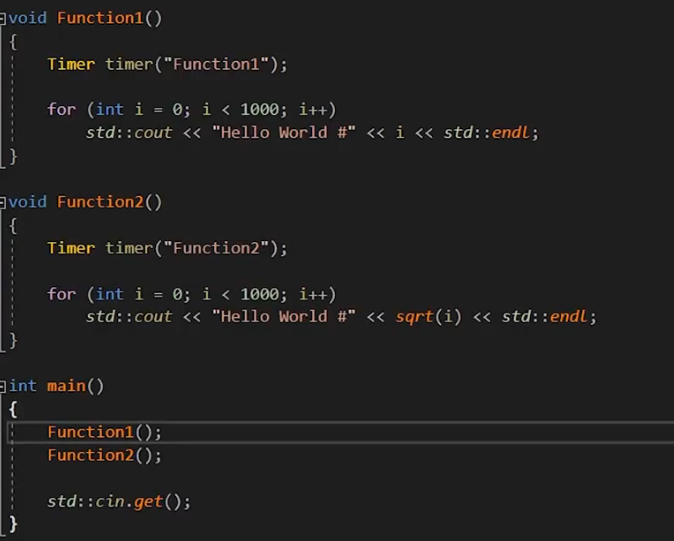 void Function1()
{
    Timer timer("Function1");

    for (int i = 0; i < 1000; i++)
        std::cout << "Hello World #" << i << std::endl;
}

void Function2()
{
    Timer timer("Function2");

    for (int i = 0; i < 1000; i++)
        std::cout << "Hello World #" << sqrt(i) << std::endl;
}

int main()
{
    Function1();
    Function2();

    std::cin.get();
}